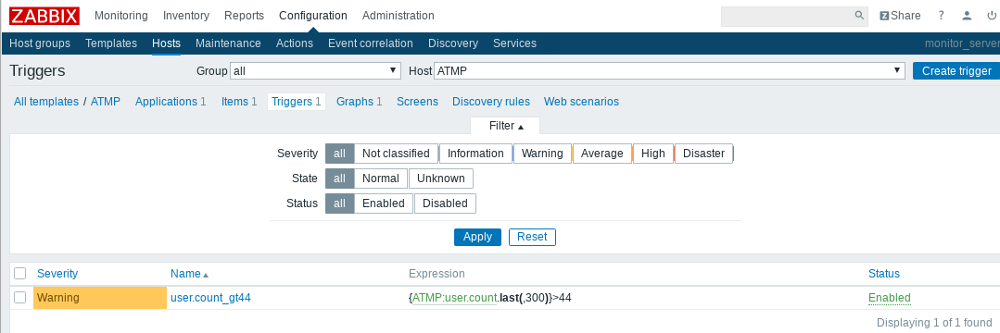 ZABBIX Monitoring Inventory Reports Configuration Administration Z Share ?
Host groups Templates Hosts Maintenance Actions Event correlation Discovery Services monitor_server
Triggers Group all Host ATMP Create trigger
All templates / ATMP Applications 1 Items 1 Triggers 1 Graphs 1 Screens Discovery rules Web scenarios
Filter
Severity all Not classified Information Warning Average High Disaster
State all Normal Unknown
Status all Enabled Disabled
Apply Reset
Severity Name Expression Status
Warning user.count_gt44 {ATMP:user.count.last(,300)}>44 Enabled
Displaying 1 of 1 found